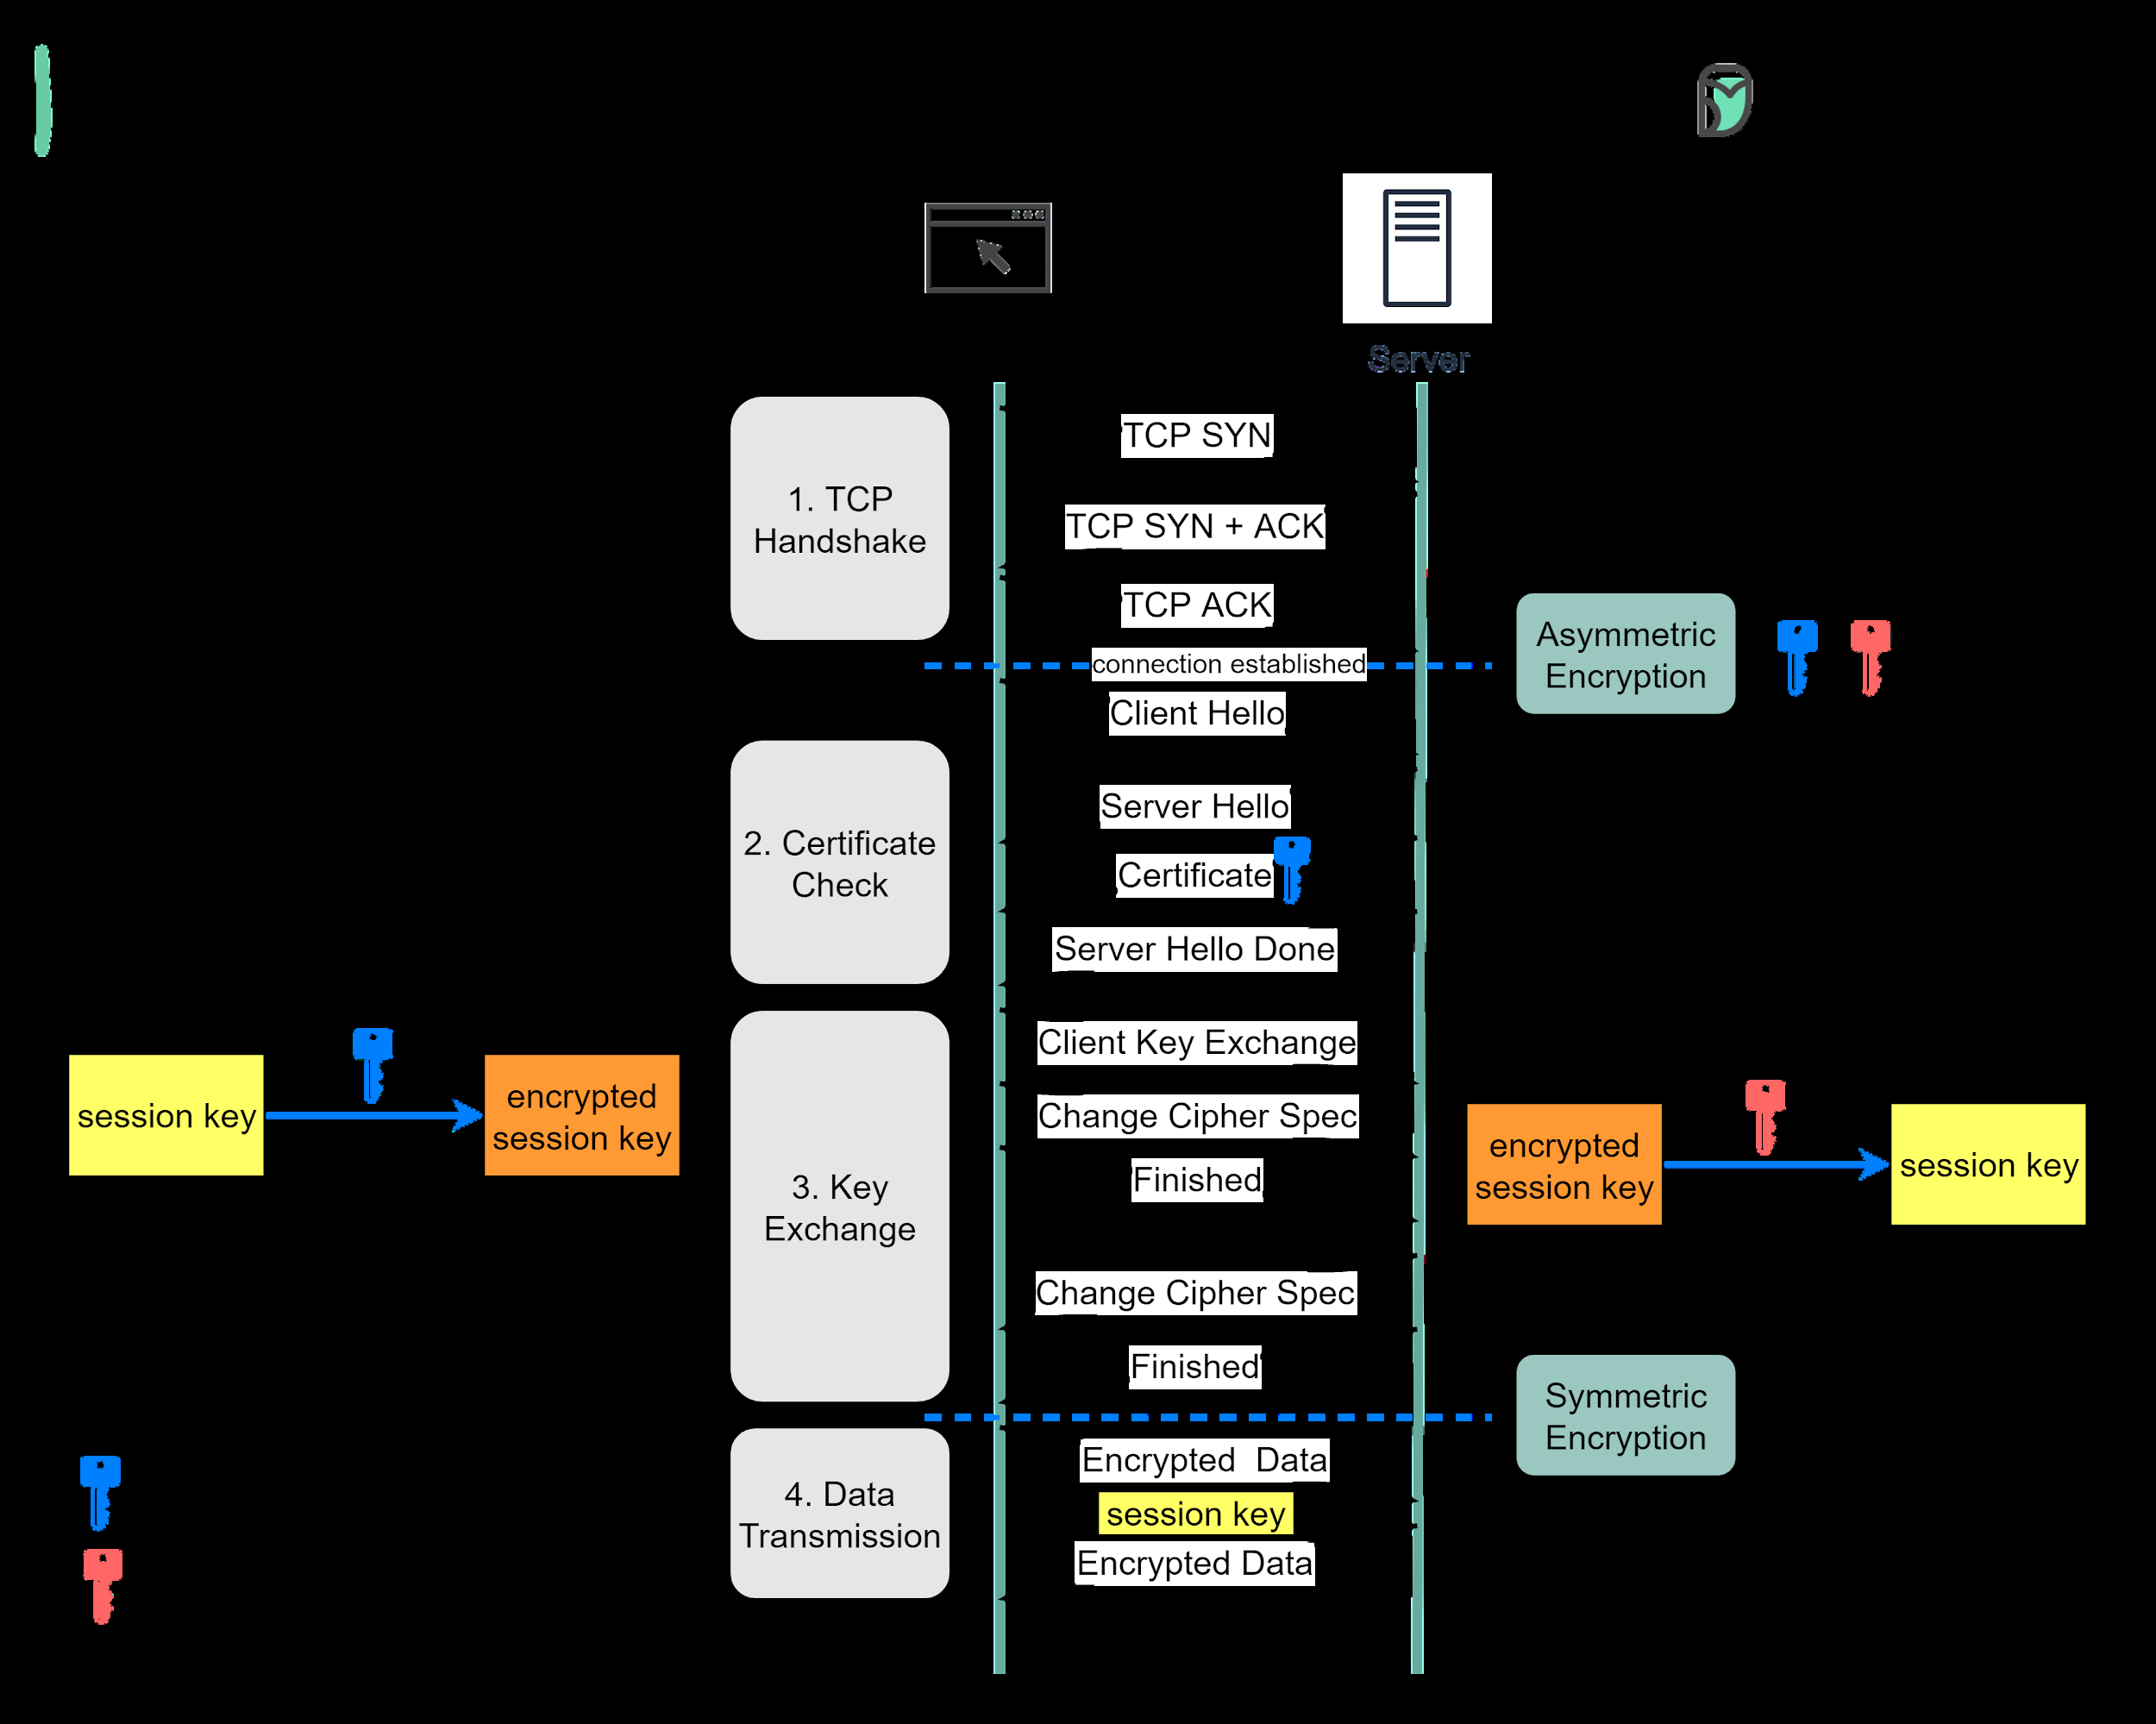 Server
1. TCP
Handshake
TCP SYN
TCP SYN + ACK
TCP ACK
connection established
Asymmetric
Encryption
Client Hello
2. Certificate
Check
Server Hello
Certificate
Server Hello Done
session key
encrypted
session key
3. Key
Exchange
Client Key Exchange
Change Cipher Spec
Finished
Change Cipher Spec
Finished
encrypted
session key
session key
Symmetric
Encryption
4. Data
Transmission
Encrypted  Data
session key
Encrypted Data